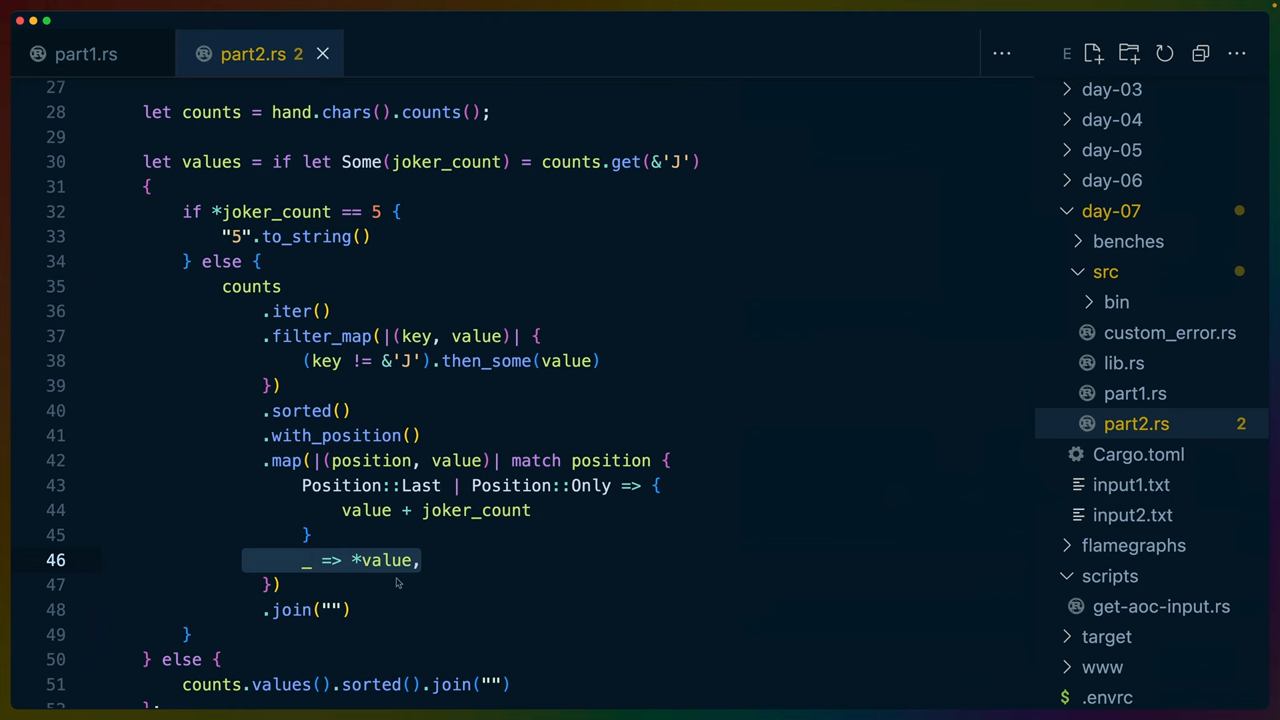 part1.rs
part2.rs 2
E
27
28 let counts = hand.chars().counts();
29
30 let values = if let Some(joker_count) = counts.get(&'J')
31 {
32 if *joker_count == 5 {
33 "5".to_string()
34 } else {
35 counts
36 .iter()
37 .filter_map(|(key, value)| {
38 (key != &'J').then_some(value)
39 })
40 .sorted()
41 .with_position()
42 .map(|(position, value)| match position {
43 Position::Last | Position::Only => {
44 value + joker_count
45 }
46 _ => *value,
47 })
48 .join("")
49 }
50 } else {
51 counts.values().sorted().join("")
day-03
day-04
day-05
day-06
day-07
benches
src
bin
custom_error.rs
lib.rs
part1.rs
part2.rs 2
Cargo.toml
input1.txt
input2.txt
flamegraphs
scripts
get-aoc-input.rs
target
www
.envrc